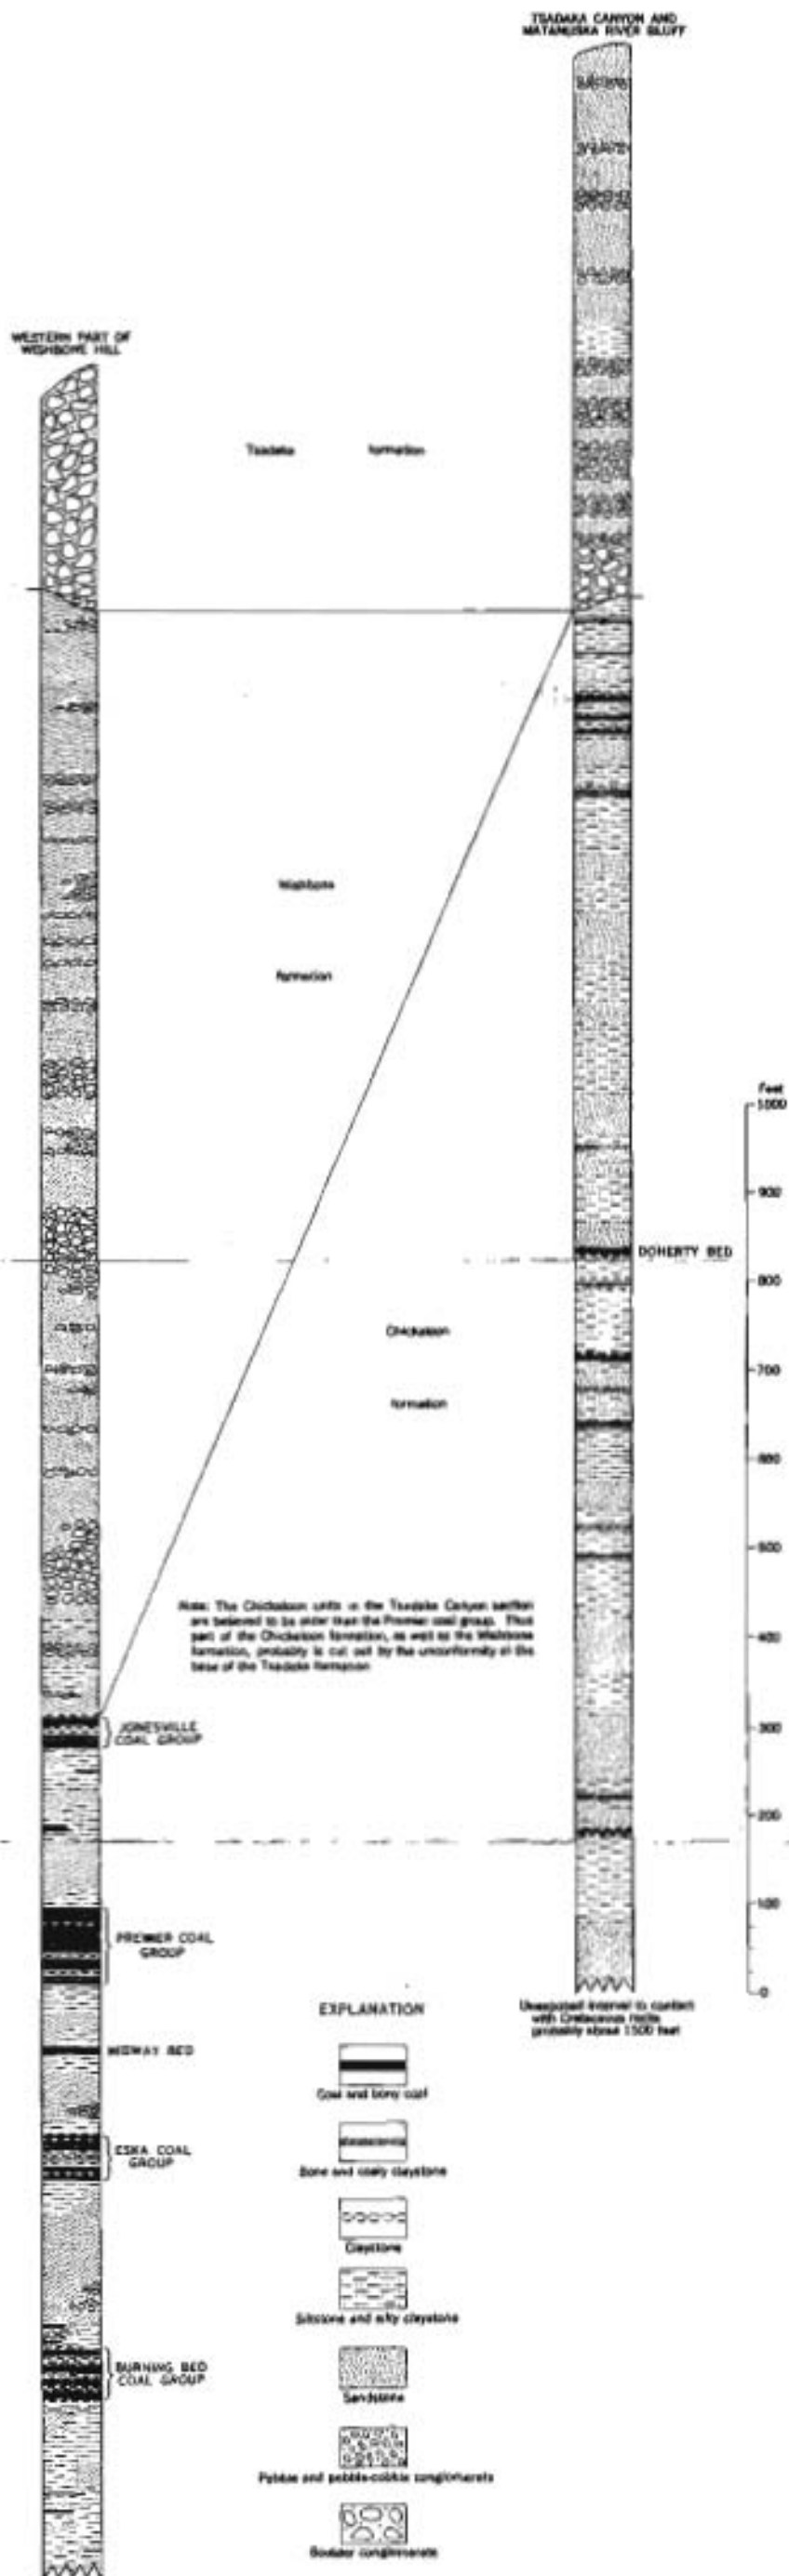 TSADAKA CANYON AND
MATANUSKA RIVER BLUFF
WESTERN PART OF
WISHBONE HILL
Tsadaka formation
Wishbone
formation
Feet
1000
900
DOHERTY BED
800
Chickaloon
700
formation
600
500
Note: The Chickaloon units in the Tsadaka Canyon section
are believed to be older than the Premier coal group. Thus
part of the Chickaloon formation, as well as the Wishbone
formation, probably is cut out by the unconformity at the
base of the Tsadaka formation
400
300
JONESVILLE
COAL GROUP
200
100
PREMIER COAL
GROUP
0
Unexposed interval to contact
with Cretaceous rocks
probably about 1500 feet
EXPLANATION
MIDWAY BED
Coal and bony coal
ESKA COAL
GROUP
Bone and coaly claystone
Claystone
Siltstone and silty claystone
BURNING BED
COAL GROUP
Sandstone
Pebble and pebble-cobble conglomerate
Boulder conglomerate